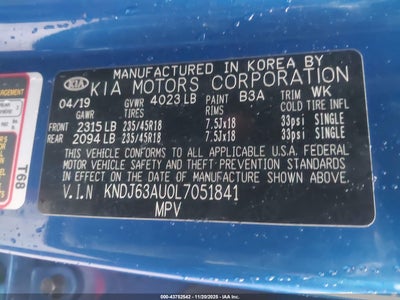 MANUFACTURED IN KOREA BY
KIA KIA MOTORS CORPORATION
04/19 GVWR 4023 LB PAINT B3A TRIM WK
GAWR TIRES RIMS COLD TIRE INFL
FRONT 2315 LB 235/45R18 7.5Jx18 33psi SINGLE
REAR 2094 LB 235/45R18 7.5Jx18 33psi SINGLE
THIS VEHICLE CONFORMS TO ALL APPLICABLE U.S.A. FEDERAL
MOTOR VEHICLE SAFETY AND THEFT PREVENTION STANDARDS
IN EFFECT ON THE DATE OF MANUFACTURE SHOWN ABOVE.
V.I.N KNDJ63AU0L7051841
MPV
T68
000-43752542 - 11/20/2025 - IAAI.COM